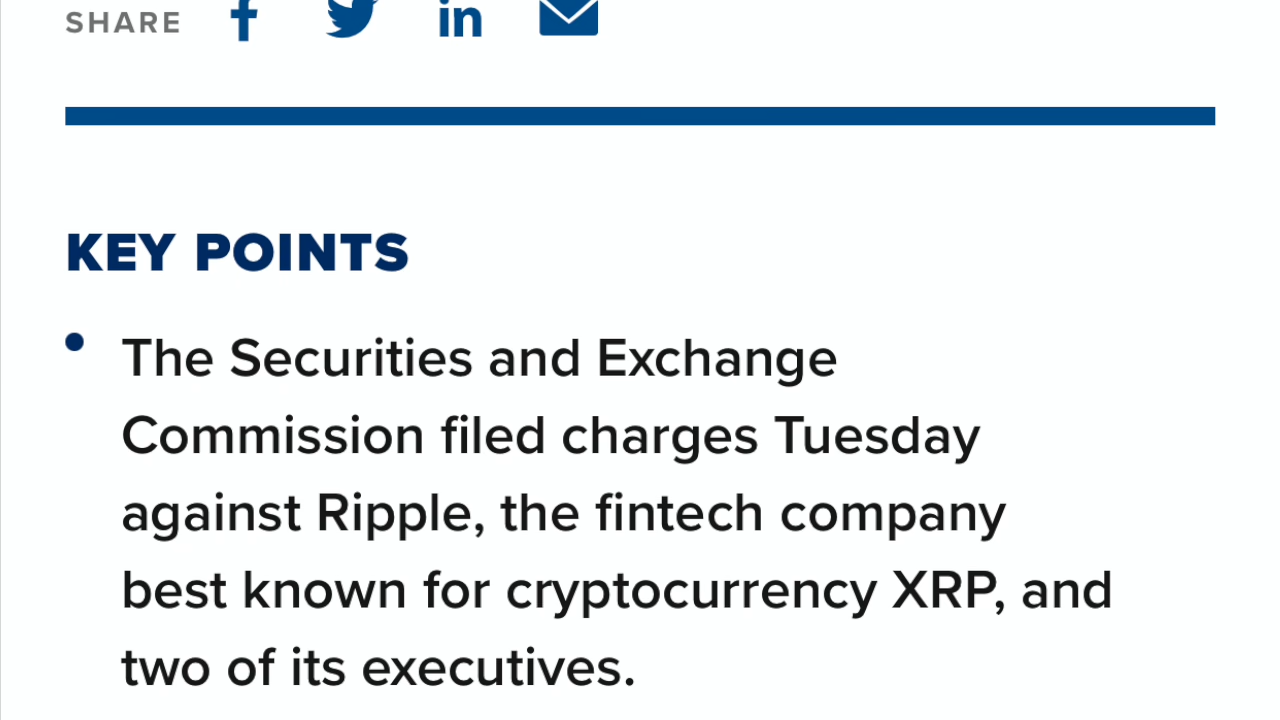 SHARE
KEY POINTS
• The Securities and Exchange
Commission filed charges Tuesday
against Ripple, the fintech company
best known for cryptocurrency XRP, and
two of its executives.